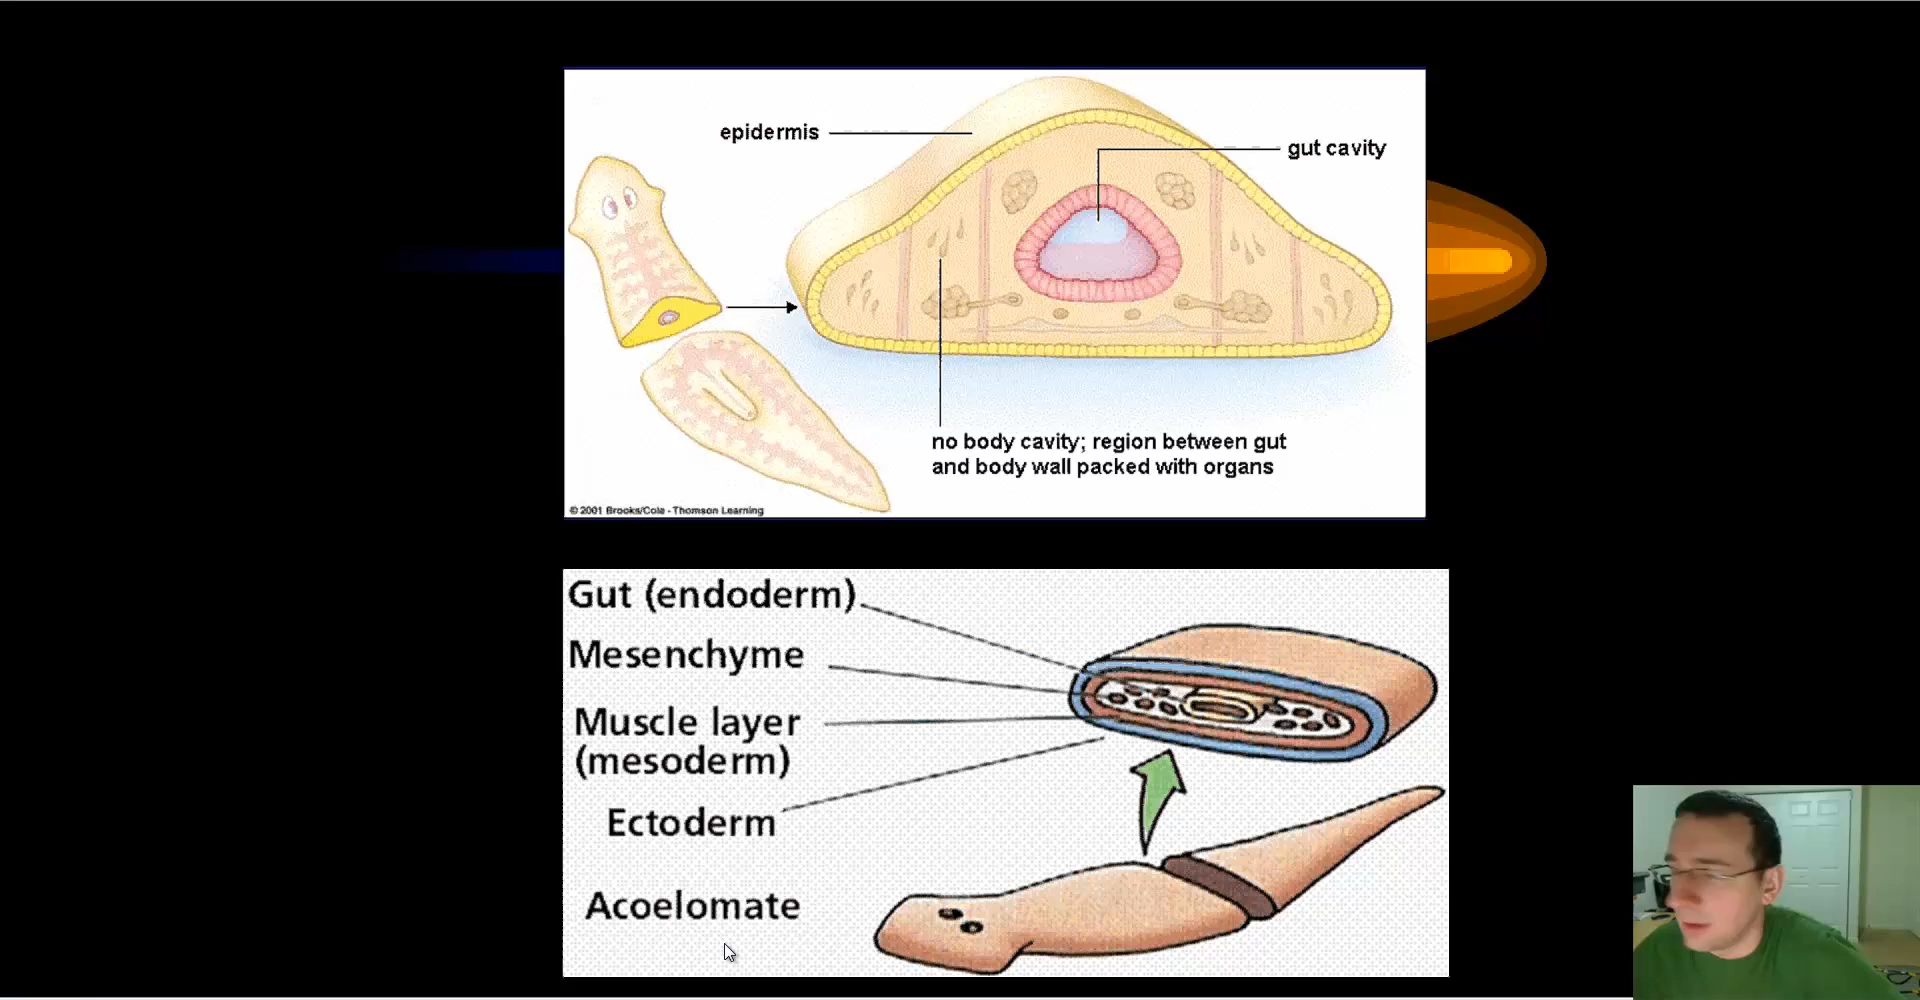 epidermis
gut cavity
no body cavity; region between gut
and body wall packed with organs
© 2001 Brooks/Cole - Thomson Learning
Gut (endoderm)
Mesenchyme
Muscle layer
(mesoderm)
Ectoderm
Acoelomate